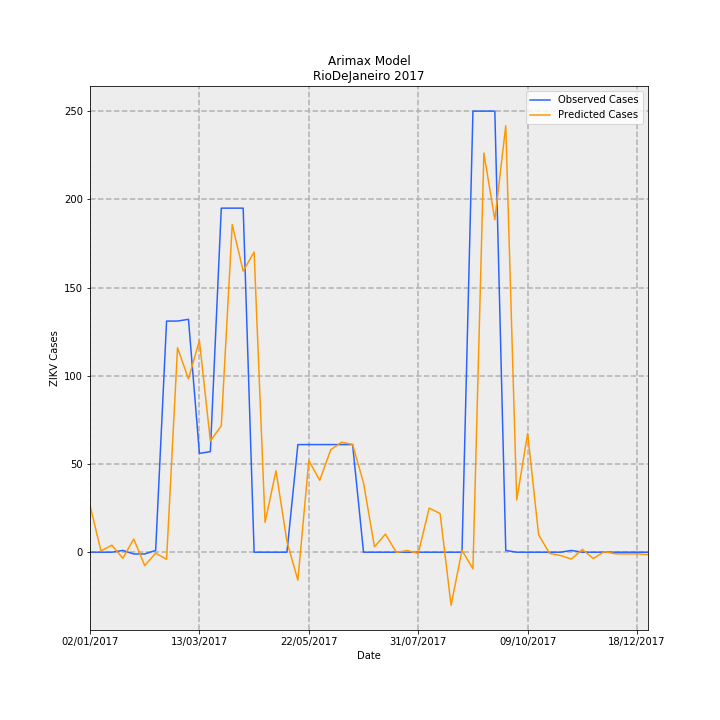 Arimax Model
RioDeJaneiro 2017
Observed Cases
Predicted Cases
250
200
150
100
50
0
ZIKV Cases
02/01/2017
13/03/2017
22/05/2017
31/07/2017
09/10/2017
18/12/2017
Date